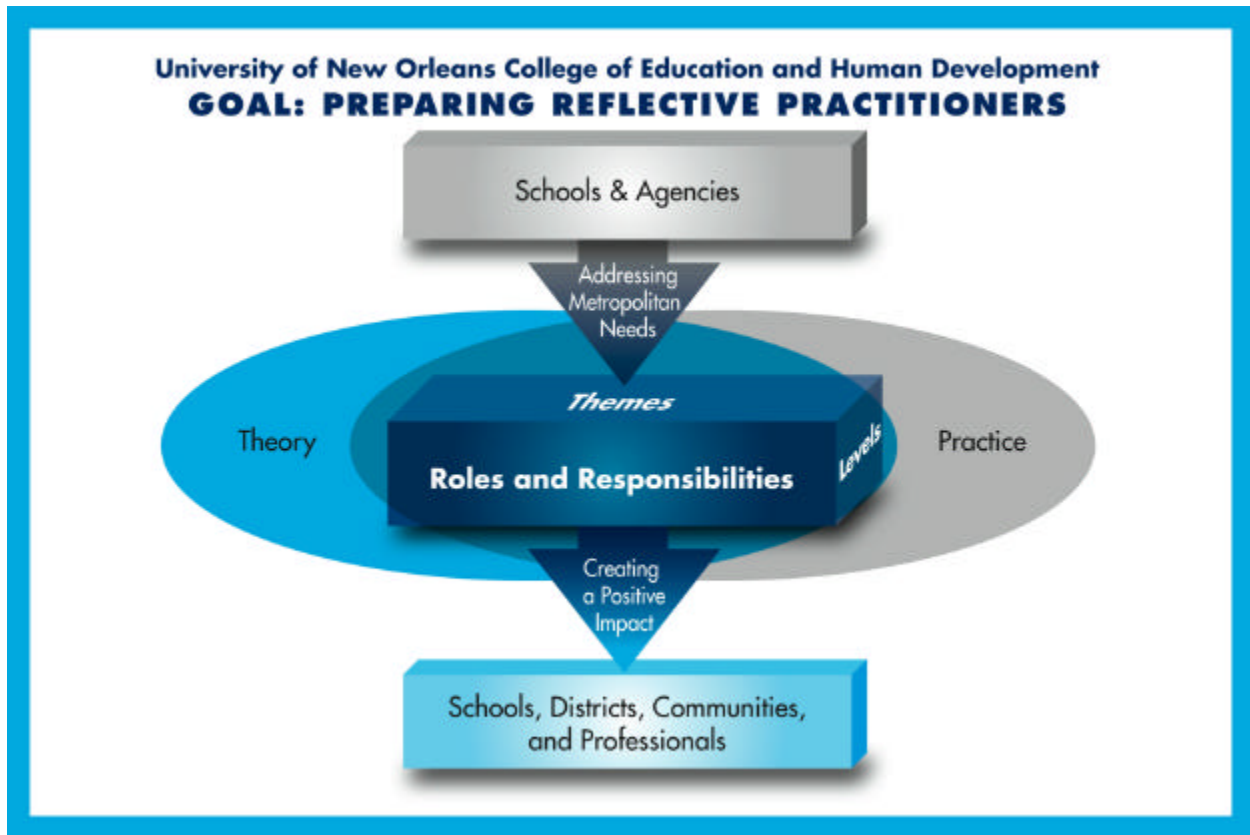 University of New Orleans College of Education and Human Development
GOAL: PREPARING REFLECTIVE PRACTITIONERS
Schools & Agencies
Addressing
Metropolitan
Needs
Themes
Theory
Roles and Responsibilities
Levels
Practice
Creating
a Positive
Impact
Schools, Districts, Communities,
and Professionals